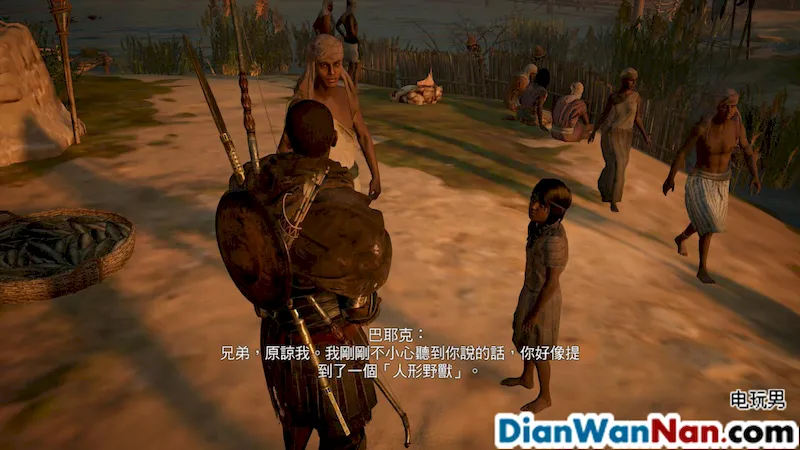 巴耶克：
兄弟，原諒我。我剛剛不小心聽到你說的話，你好像提
到了一個「人形野獸」。
电玩男
DianWanNan.com